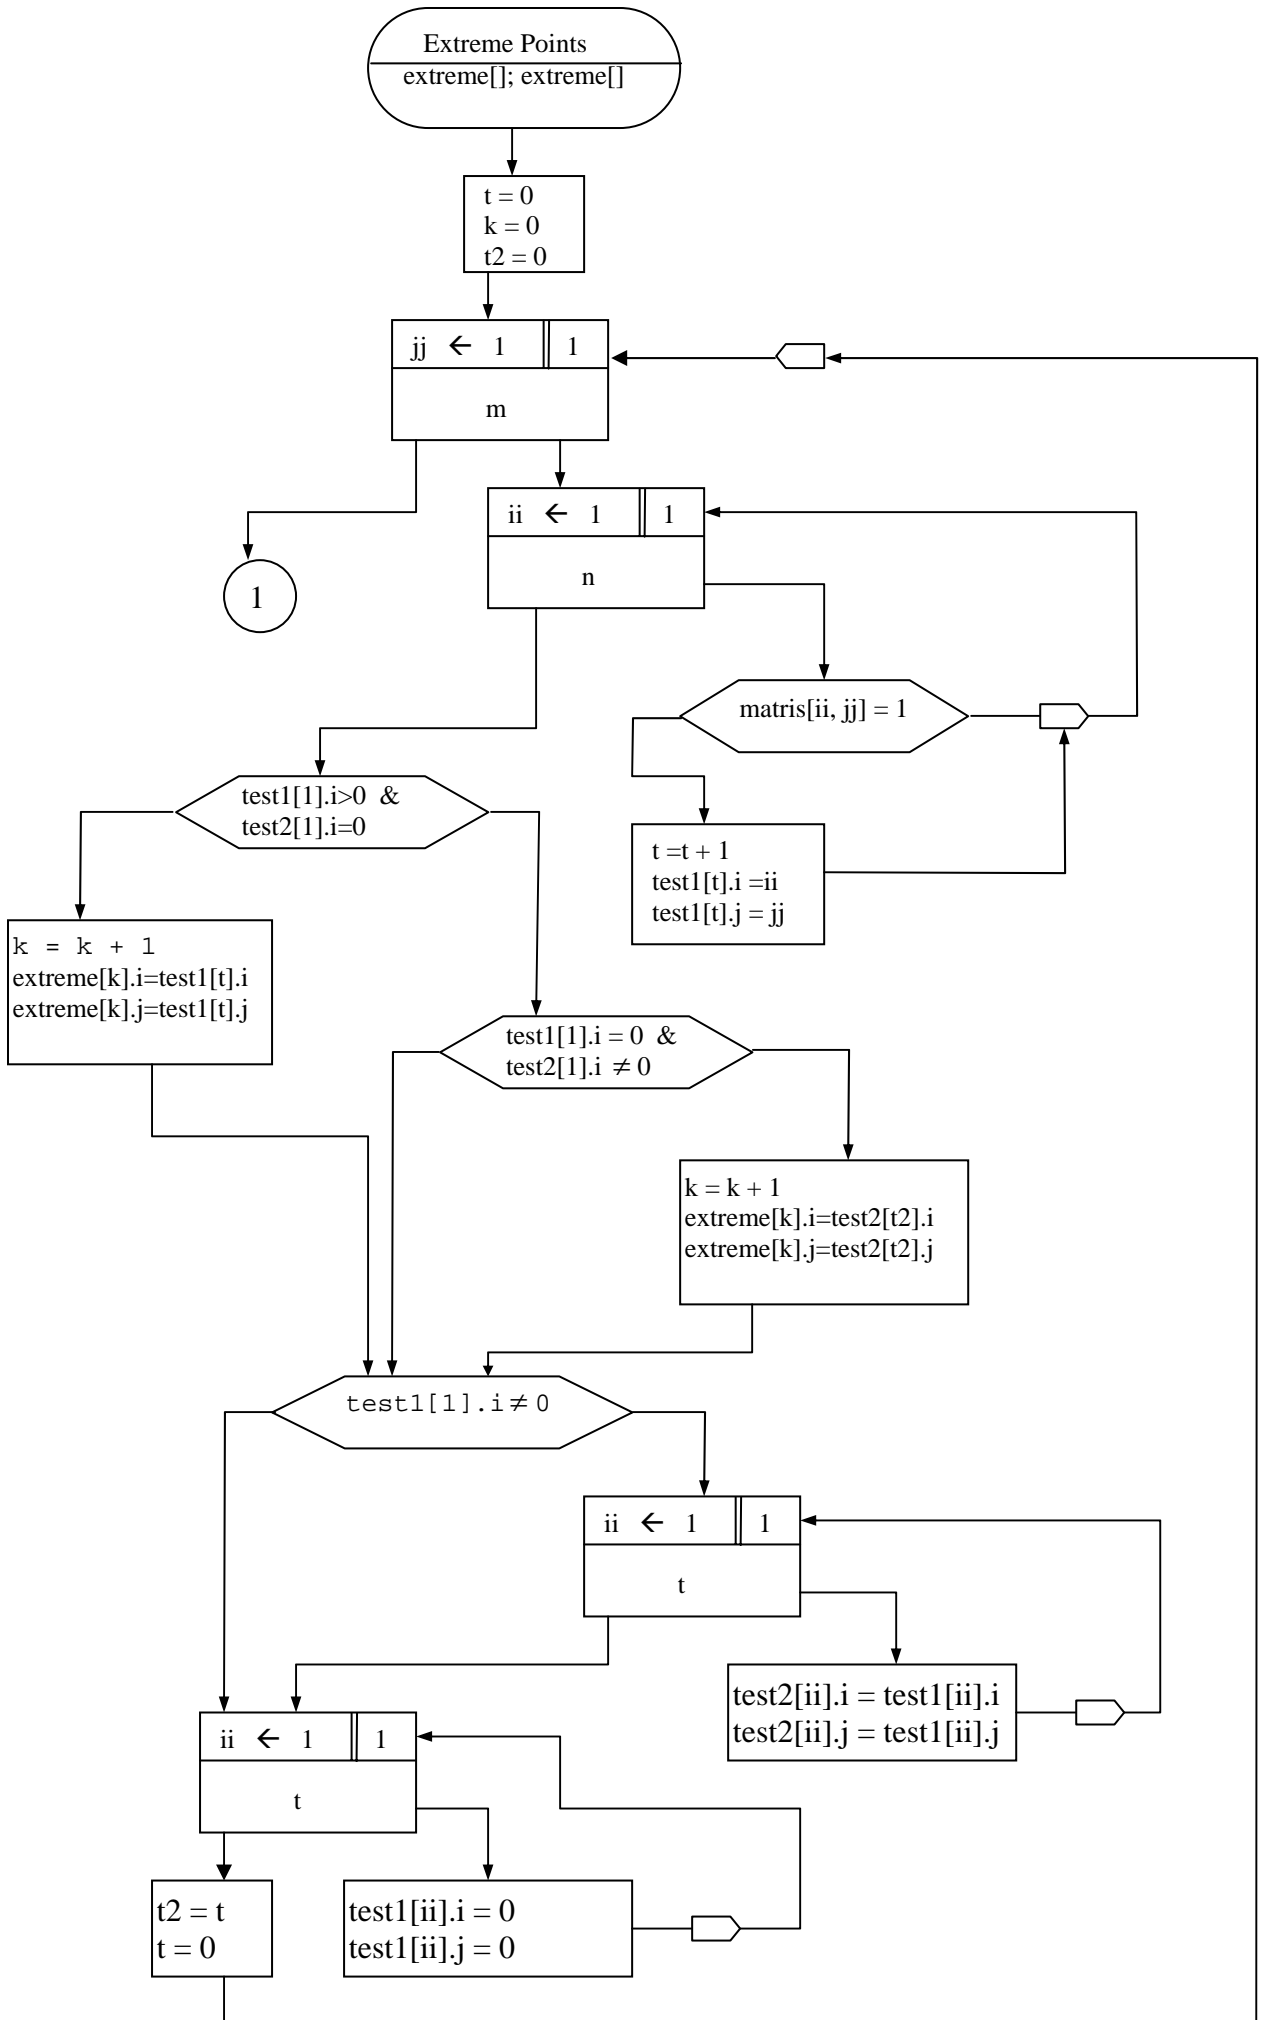 Extreme Points
extreme[]; extreme[]
t = 0
k = 0
t2 = 0
jj ← 1 1
m
ii ← 1 1
n
1
matris[ii, jj] = 1
test1[1].i>0 &
test2[1].i=0
t =t + 1
test1[t].i =ii
test1[t].j = jj
k = k + 1
extreme[k].i=test1[t].i
extreme[k].j=test1[t].j
test1[1].i = 0 &
test2[1].i ≠ 0
k = k + 1
extreme[k].i=test2[t2].i
extreme[k].j=test2[t2].j
test1[1].i ≠ 0
ii ← 1 1
t
test2[ii].i = test1[ii].i
test2[ii].j = test1[ii].j
ii ← 1 1
t
t2 = t
t = 0
test1[ii].i = 0
test1[ii].j = 0